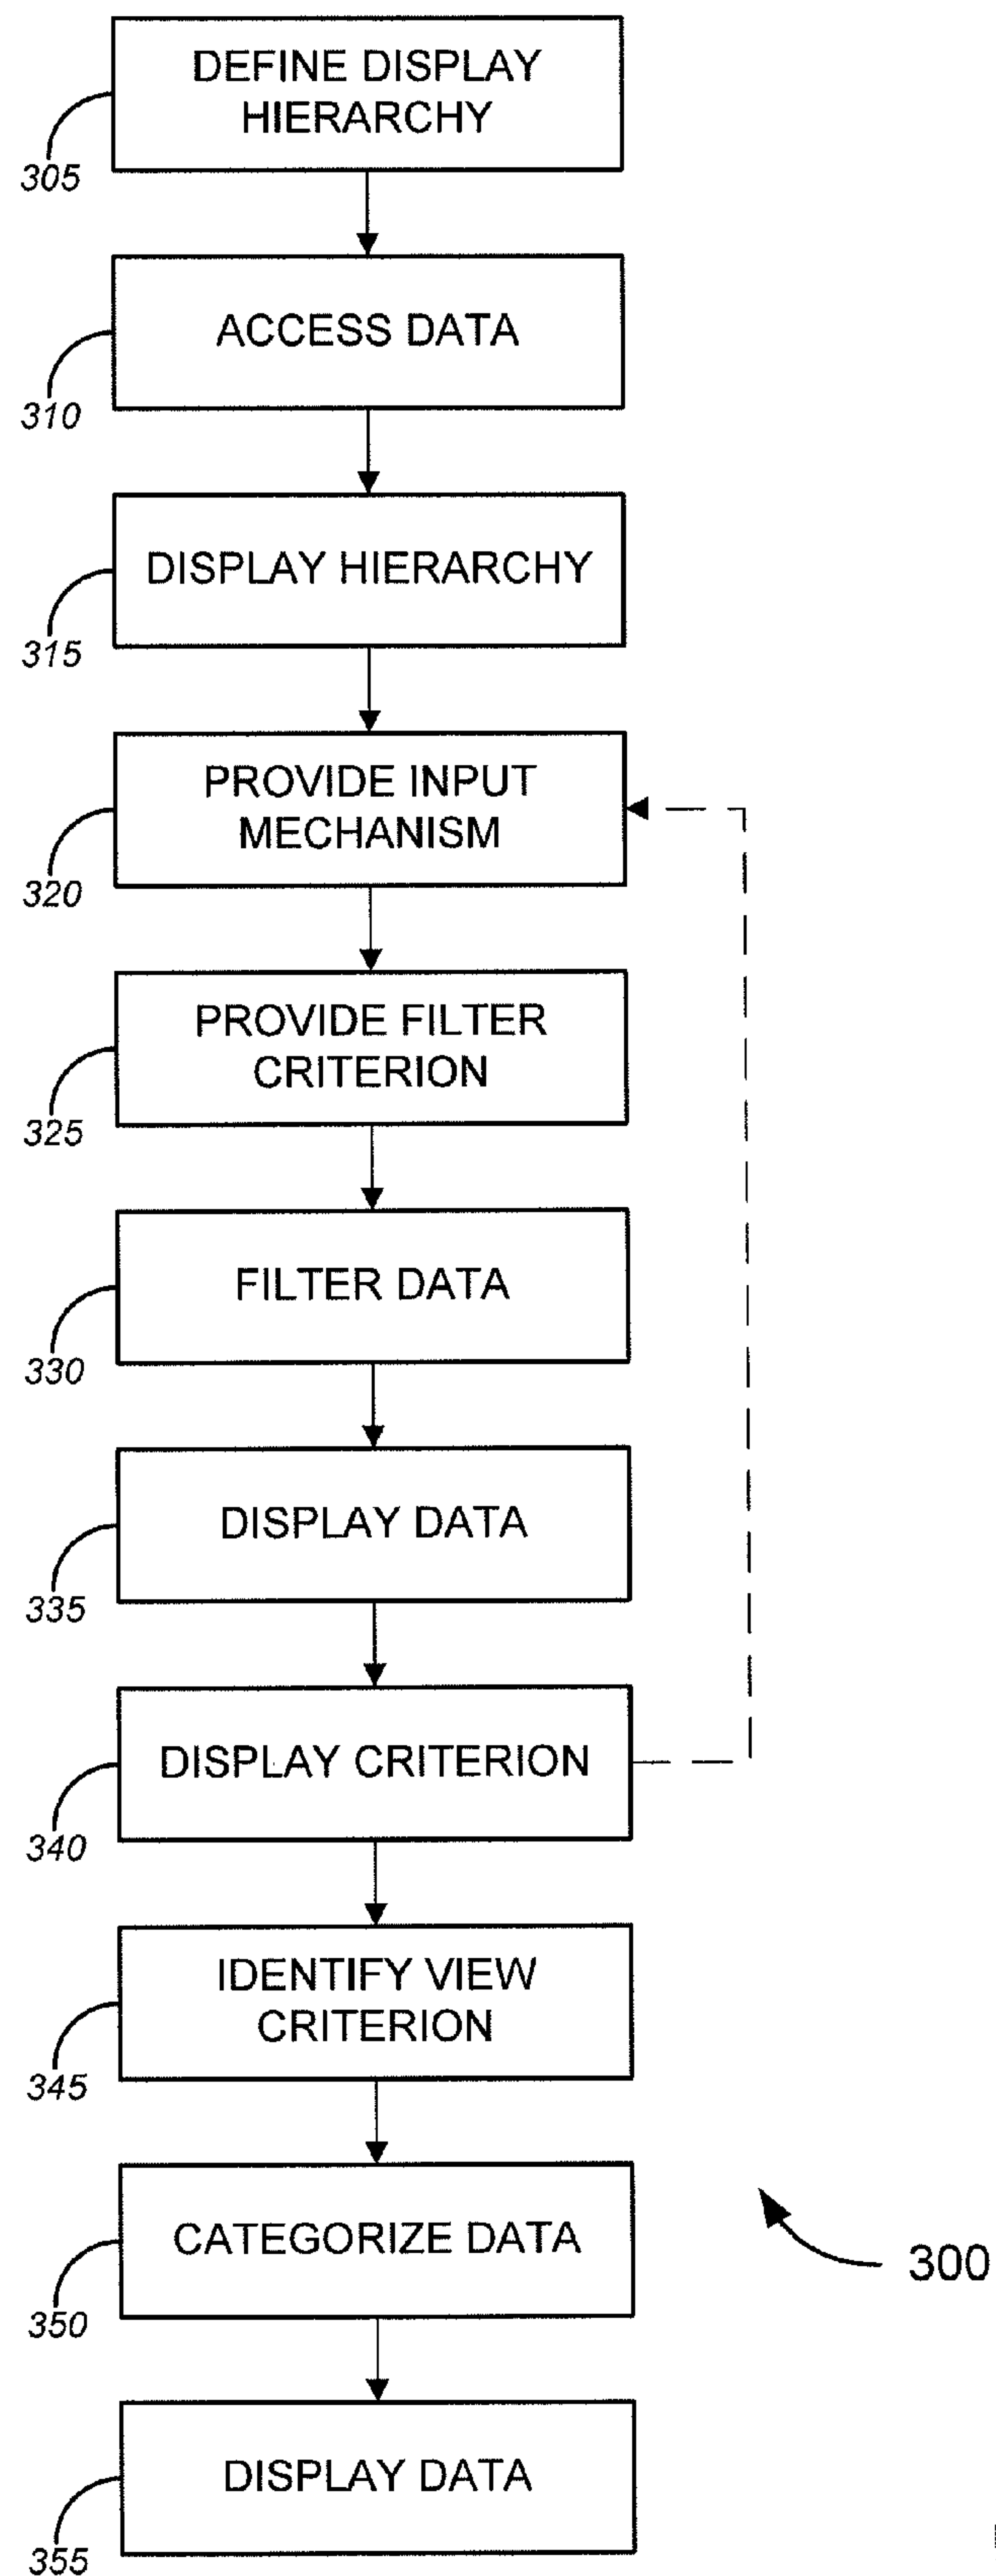 DEFINE DISPLAY
HIERARCHY
305
ACCESS DATA
310
DISPLAY HIERARCHY
315
PROVIDE INPUT
MECHANISM
320
PROVIDE FILTER
CRITERION
325
FILTER DATA
330
DISPLAY DATA
335
DISPLAY CRITERION
340
IDENTIFY VIEW
CRITERION
345
CATEGORIZE DATA
350
300
DISPLAY DATA
355